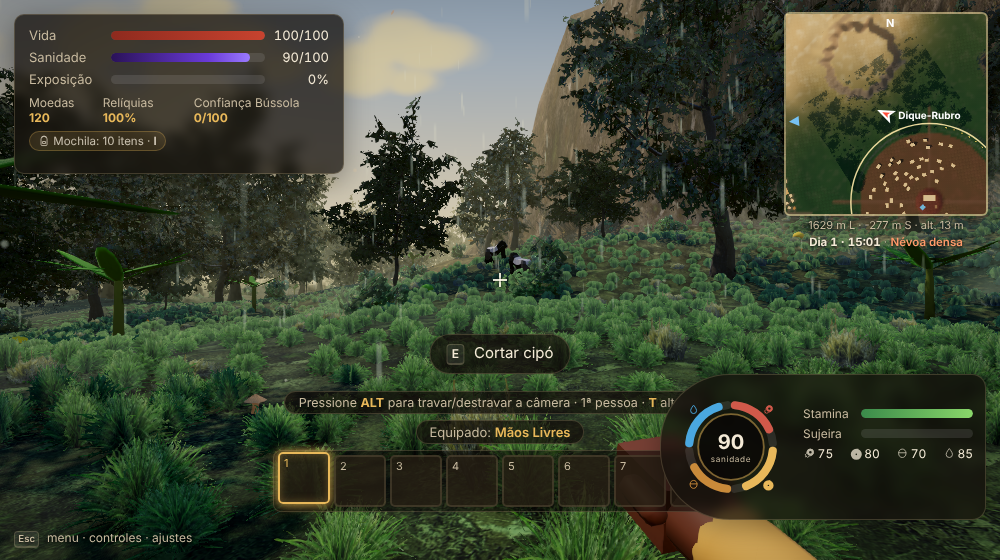 Vida 100/100
Sanidade 90/100
Exposição 0%
Moedas Relíquias Confiança Bússola
120 100% 0/100
Mochila: 10 itens · I
N
Dique-Rubro
1629 m L · -277 m S · alt. 13 m
Dia 1 · 15:01 · Névoa densa
E Cortar cipó
Pressione ALT para travar/destravar a câmera · 1ª pessoa · T alt
Equipado: Mãos Livres
1 2 3 4 5 6 7
90
sanidade
Stamina
Sujeira
75 80 70 85
Esc menu · controles · ajustes